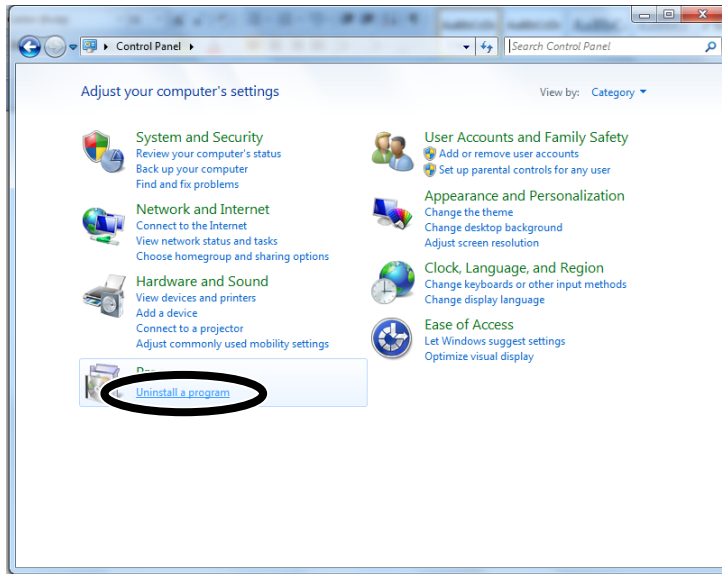 Control Panel
Search Control Panel
Adjust your computer's settings
View by: Category
System and Security
Review your computer's status
Back up your computer
Find and fix problems
Network and Internet
Connect to the Internet
View network status and tasks
Choose homegroup and sharing options
Hardware and Sound
View devices and printers
Add a device
Connect to a projector
Adjust commonly used mobility settings
Uninstall a program
User Accounts and Family Safety
Add or remove user accounts
Set up parental controls for any user
Appearance and Personalization
Change the theme
Change desktop background
Adjust screen resolution
Clock, Language, and Region
Change keyboards or other input methods
Change display language
Ease of Access
Let Windows suggest settings
Optimize visual display